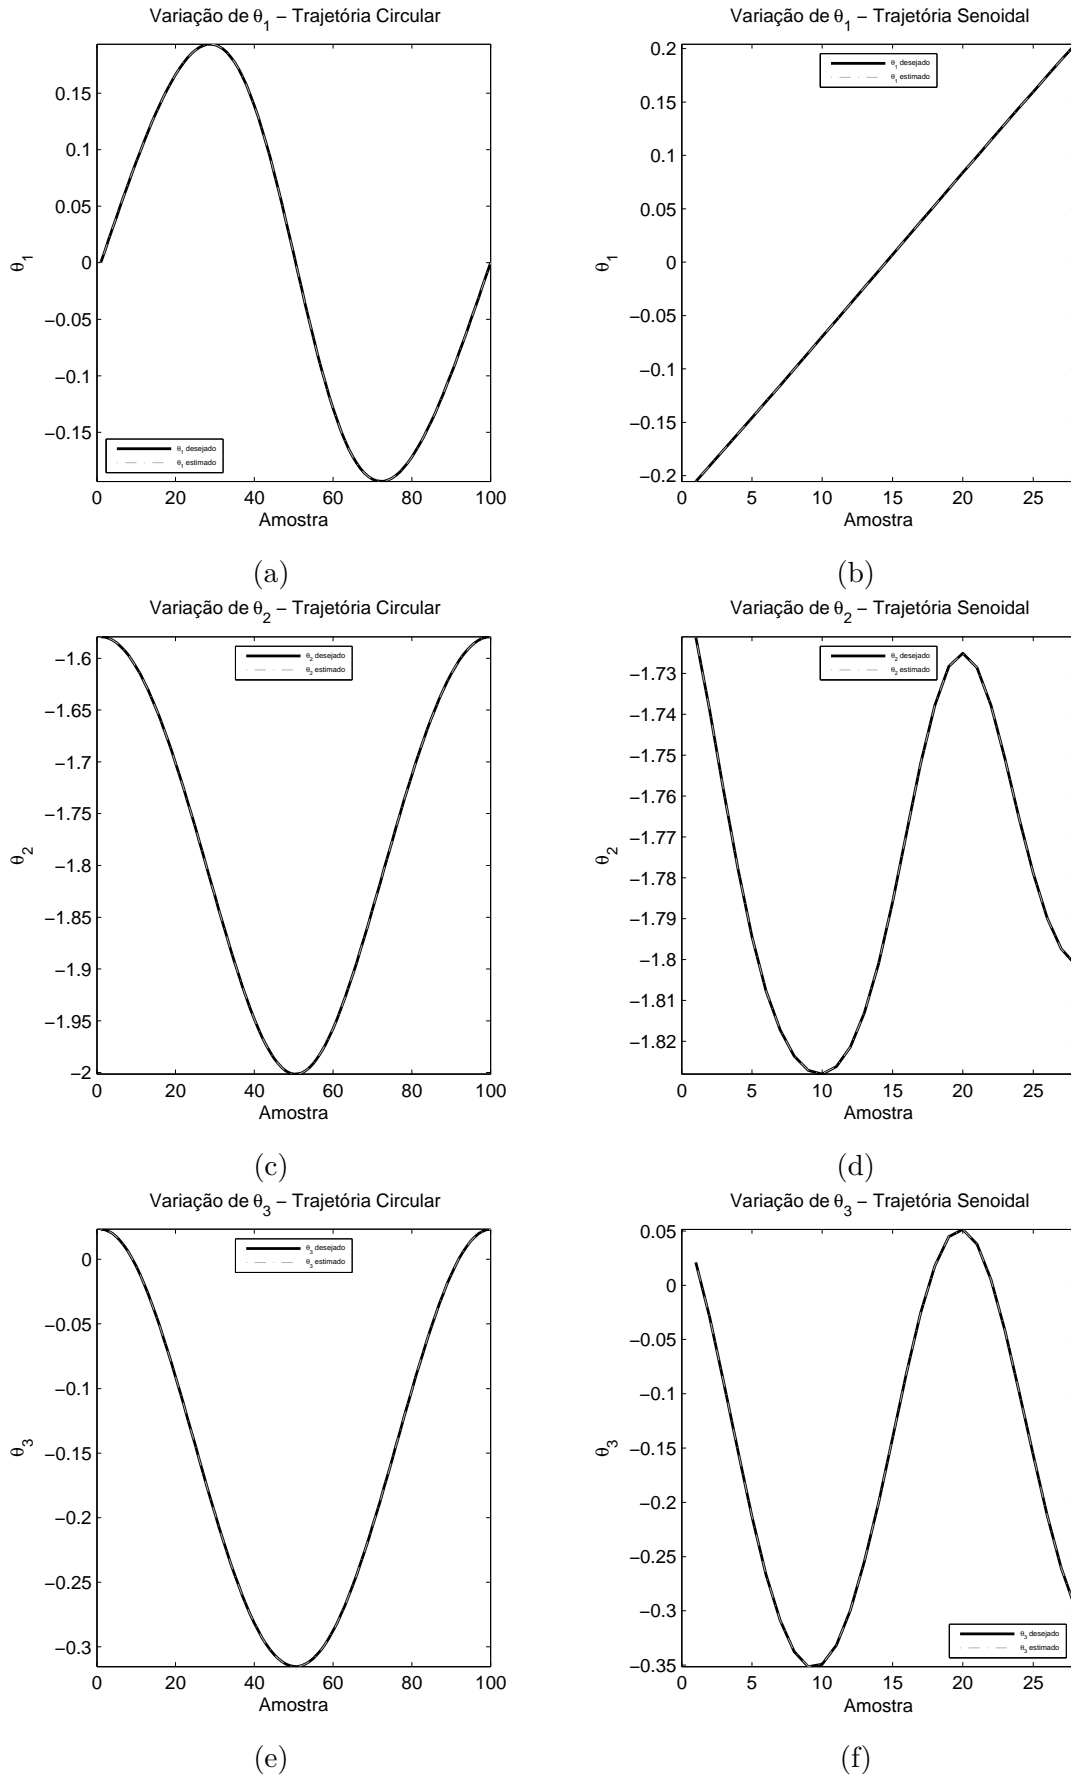 Variação de θ1 − Trajetória Circular
0.15
0.1
0.05
0
−0.05
−0.1
−0.15
θ1
θ1 desejado
θ1 estimado
0 20 40 60 80 100
Amostra
(a)
Variação de θ1 − Trajetória Senoidal
0.2
0.15
0.1
0.05
0
−0.05
−0.1
−0.15
−0.2
θ1
θ1 desejado
θ1 estimado
0 5 10 15 20 25
Amostra
(b)
Variação de θ2 − Trajetória Circular
−1.6
−1.65
−1.7
−1.75
−1.8
−1.85
−1.9
−1.95
−2
θ2
θ2 desejado
θ2 estimado
0 20 40 60 80 100
Amostra
(c)
Variação de θ2 − Trajetória Senoidal
−1.73
−1.74
−1.75
−1.76
−1.77
−1.78
−1.79
−1.8
−1.81
−1.82
θ2
θ2 desejado
θ2 estimado
0 5 10 15 20 25
Amostra
(d)
Variação de θ3 − Trajetória Circular
0
−0.05
−0.1
−0.15
−0.2
−0.25
−0.3
θ3
θ3 desejado
θ3 estimado
0 20 40 60 80 100
Amostra
(e)
Variação de θ3 − Trajetória Senoidal
0.05
0
−0.05
−0.1
−0.15
−0.2
−0.25
−0.3
−0.35
θ3
θ3 desejado
θ3 estimado
0 5 10 15 20 25
Amostra
(f)